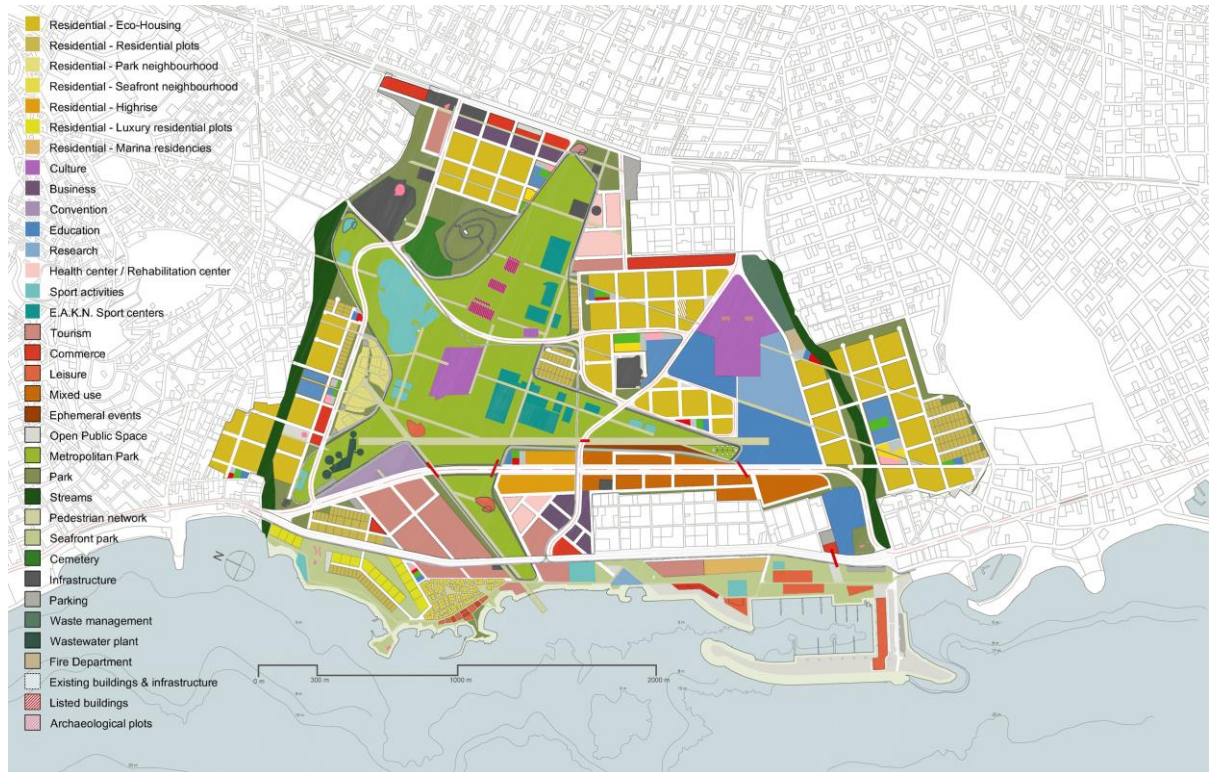 Residential - Eco-Housing
Residential - Residential plots
Residential - Park neighbourhood
Residential - Seafront neighbourhood
Residential - Highrise
Residential - Luxury residential plots
Residential - Marina residencies
Culture
Business
Convention
Education
Research
Health center / Rehabilitation center
Sport activities
E.A.K.N. Sport centers
Tourism
Commerce
Leisure
Mixed use
Ephemeral events
Open Public Space
Metropolitan Park
Park
Streams
Pedestrian network
Seafront park
Cemetery
Infrastructure
Parking
Waste management
Wastewater plant
Fire Department
Existing buildings & infrastructure
Listed buildings
Archaeological plots
N
0 m
300 m
1000 m
2000 m